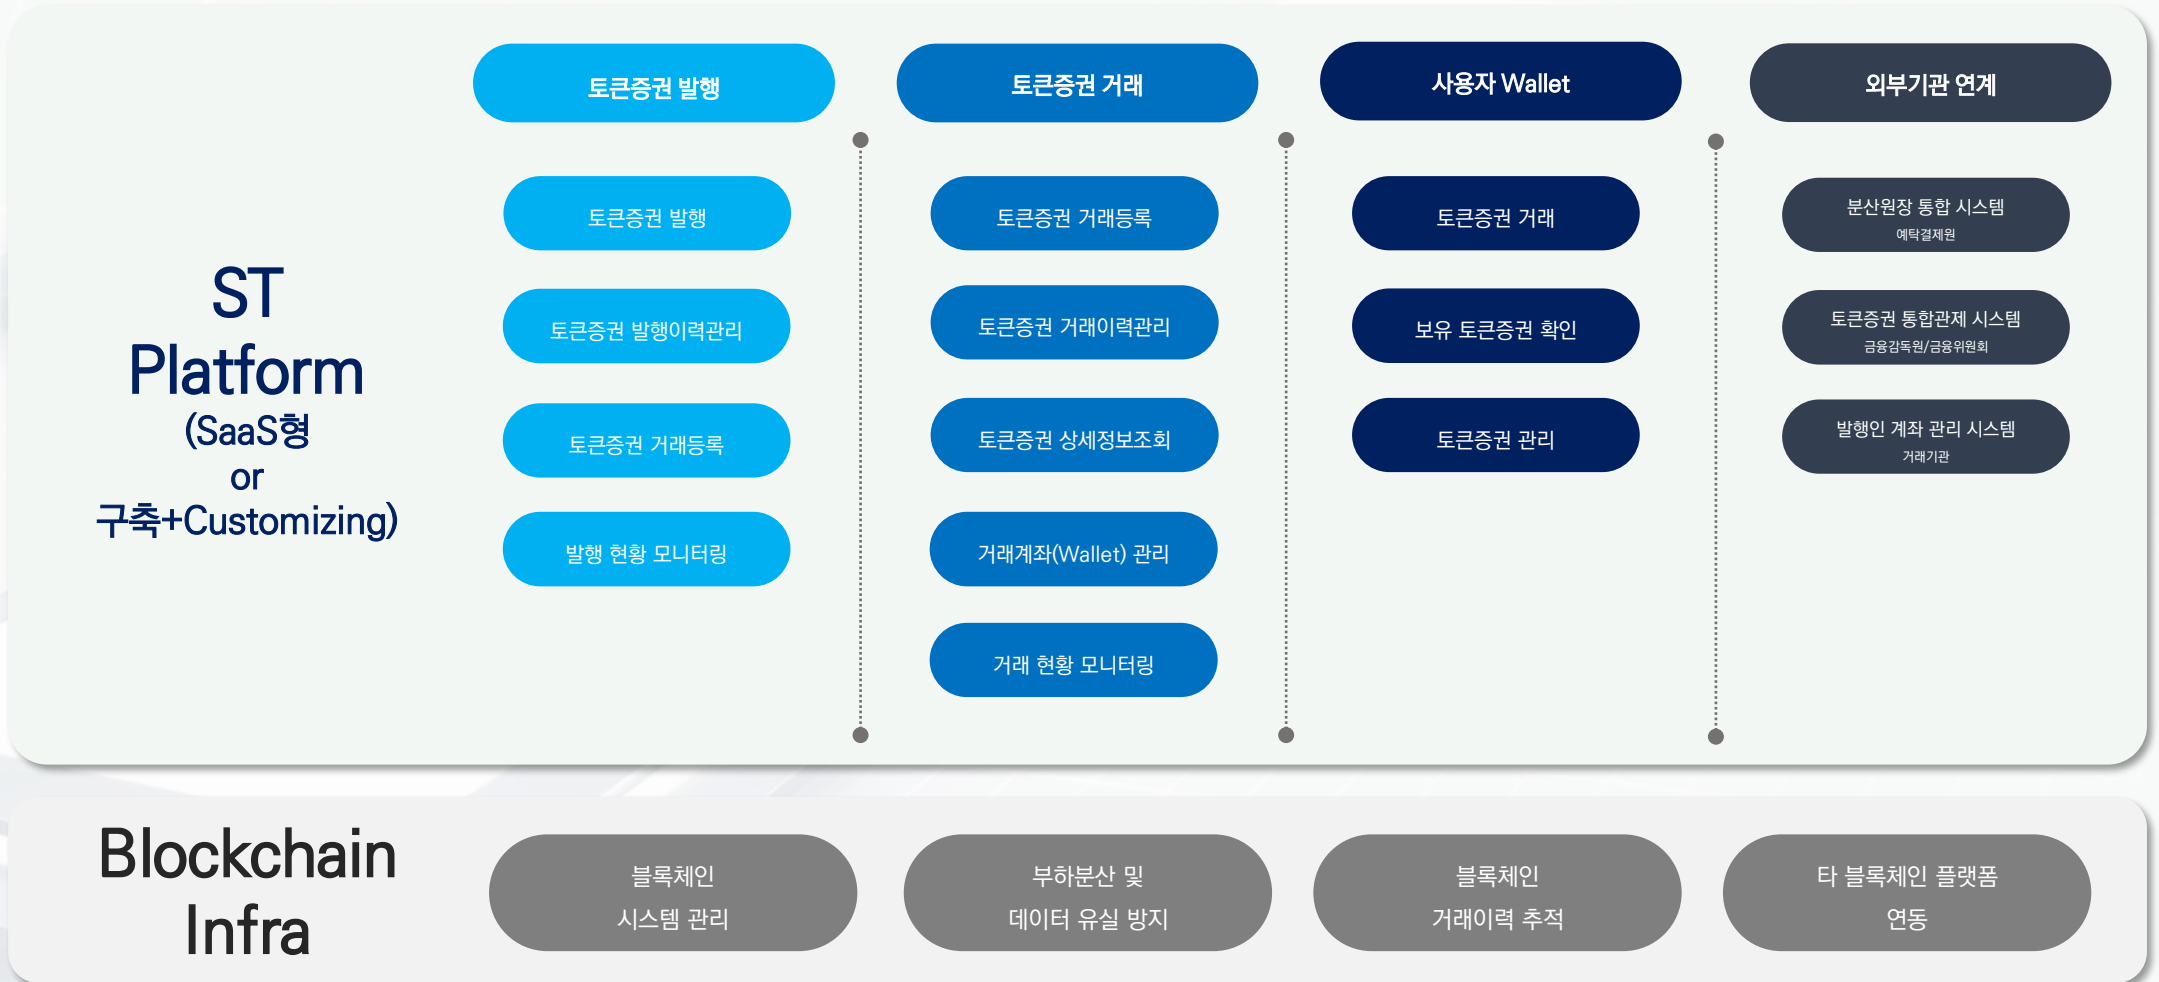 ST
Platform
(SaaS형
or
구축+Customizing)
토큰증권 발행
토큰증권 발행
토큰증권 발행이력관리
토큰증권 거래등록
발행 현황 모니터링
토큰증권 거래
토큰증권 거래등록
토큰증권 거래이력관리
토큰증권 상세정보조회
거래계좌(Wallet) 관리
거래 현황 모니터링
사용자 Wallet
토큰증권 거래
보유 토큰증권 확인
토큰증권 관리
외부기관 연계
분산원장 통합 시스템
예탁결제원
토큰증권 통합관제 시스템
금융감독원/금융위원회
발행인 계좌 관리 시스템
거래기관
Blockchain
Infra
블록체인
시스템 관리
부하분산 및
데이터 유실 방지
블록체인
거래이력 추적
타 블록체인 플랫폼
연동